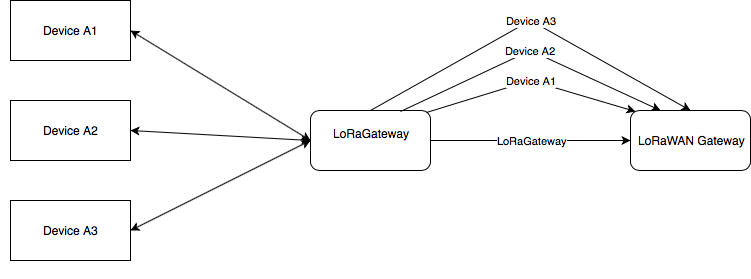 Device A1
Device A2
Device A3
LoRaGateway
Device A3
Device A2
Device A1
LoRaGateway
LoRaWAN Gateway